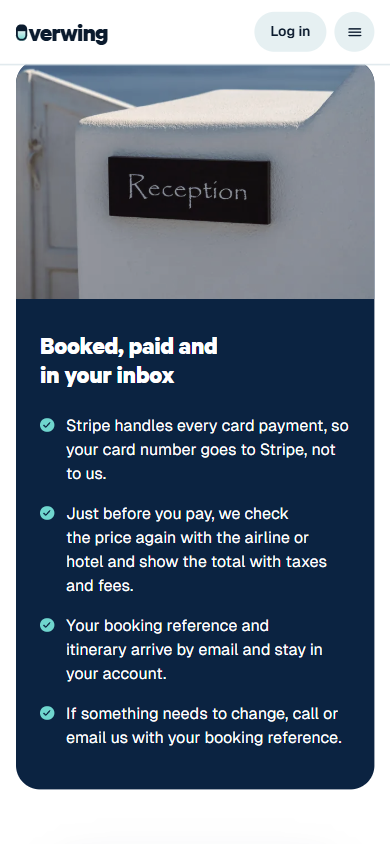 Overwing
Log in
Reception
Booked, paid and
in your inbox
Stripe handles every card payment, so
your card number goes to Stripe, not
to us.
Just before you pay, we check
the price again with the airline or
hotel and show the total with taxes
and fees.
Your booking reference and
itinerary arrive by email and stay in
your account.
If something needs to change, call or
email us with your booking reference.